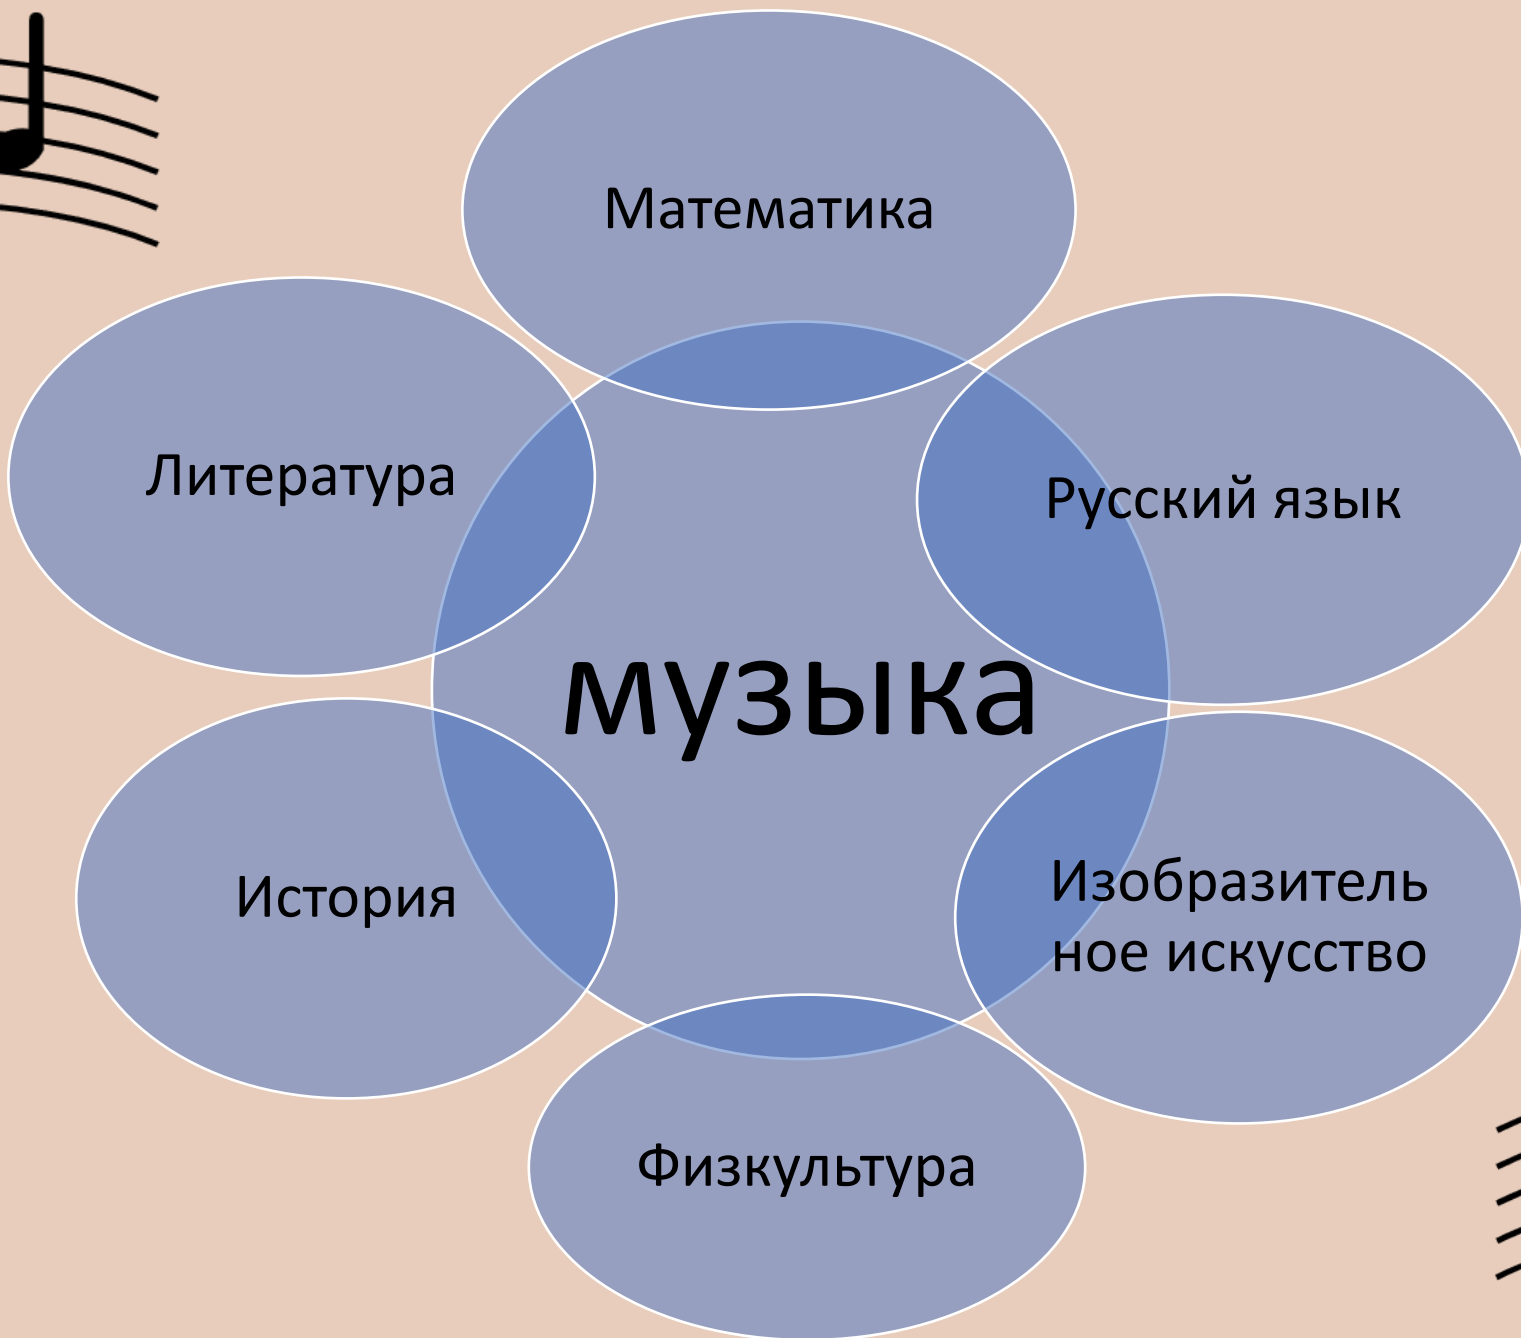 Математика
Литература
Русский язык
музыка
История
Изобразитель
ное искусство
Физкультура